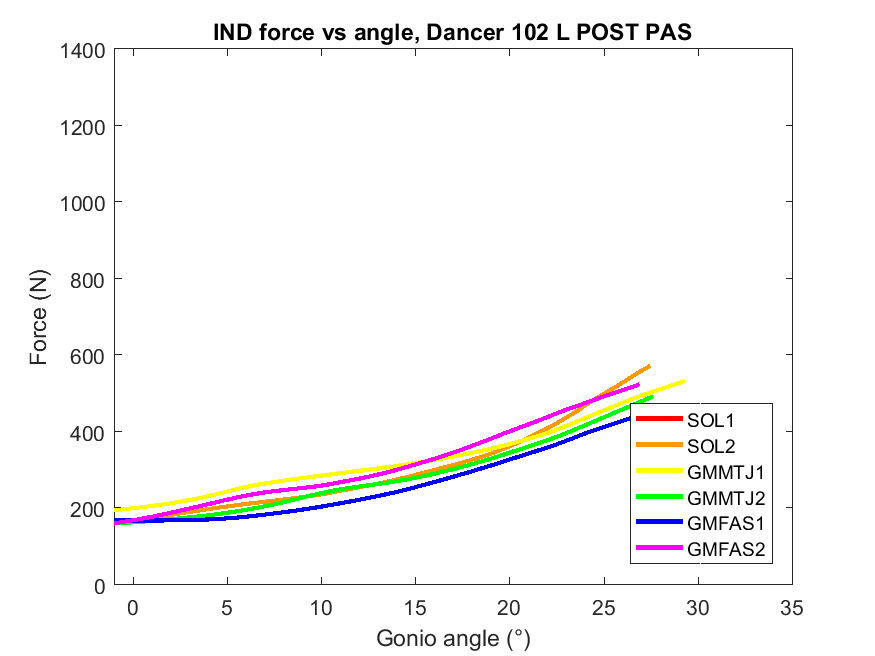 IND force vs angle, Dancer 102 L POST PAS
1400
1200
1000
800
600
400
200
0
Force (N)
SOL1
SOL2
GMMTJ1
GMMTJ2
GMFAS1
GMFAS2
0 5 10 15 20 25 30 35
Gonio angle (°)